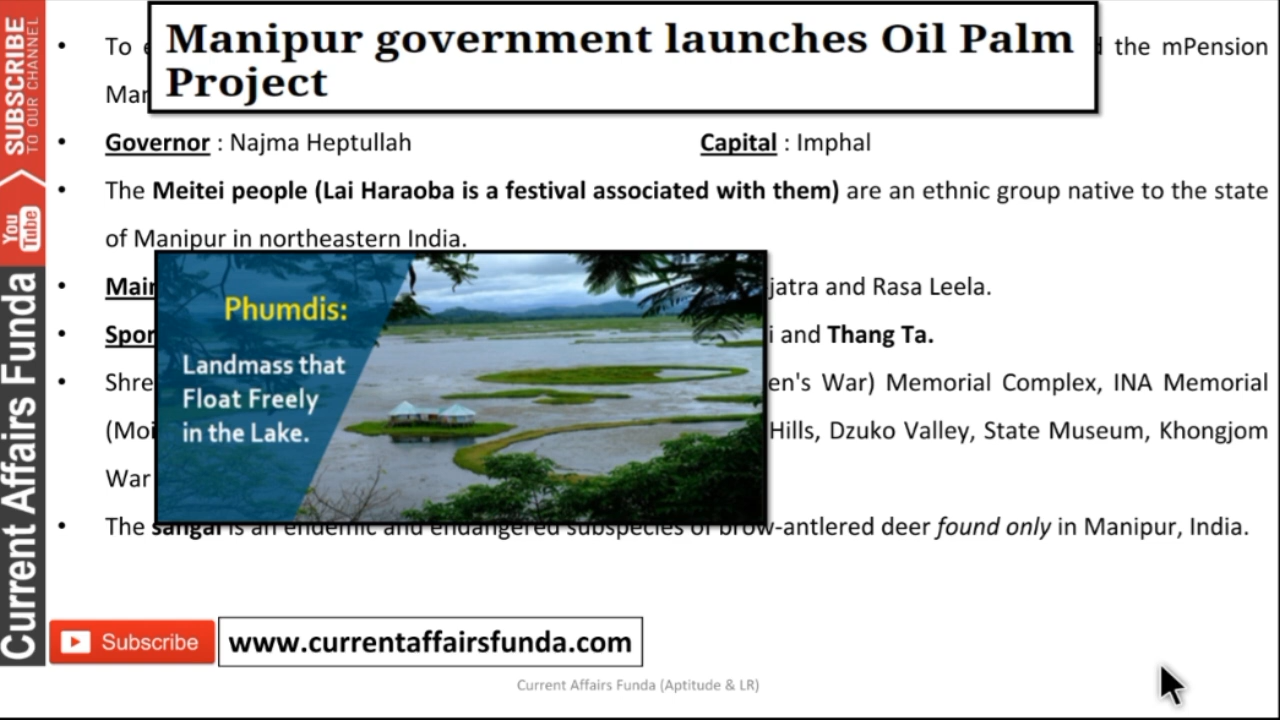 SUBSCRIBE
TO OUR CHANNEL
You
Tube
Current Affairs Funda
Manipur government launches Oil Palm
Project
• To the mPension
• Governor : Najma Heptullah Capital : Imphal
• The Meitei people (Lai Haraoba is a festival associated with them) are an ethnic group native to the state
of Manipur in northeastern India.
• jatra and Rasa Leela.
• and Thang Ta.
• en's War) Memorial Complex, INA Memorial
Hills, Dzuko Valley, State Museum, Khongjom
War
Phumdis:
Landmass that
Float Freely
in the Lake.
• The sangai is an endemic and endangered subspecies of brow-antlered deer found only in Manipur, India.
Subscribe www.currentaffairsfunda.com
Current Affairs Funda (Aptitude & LR)